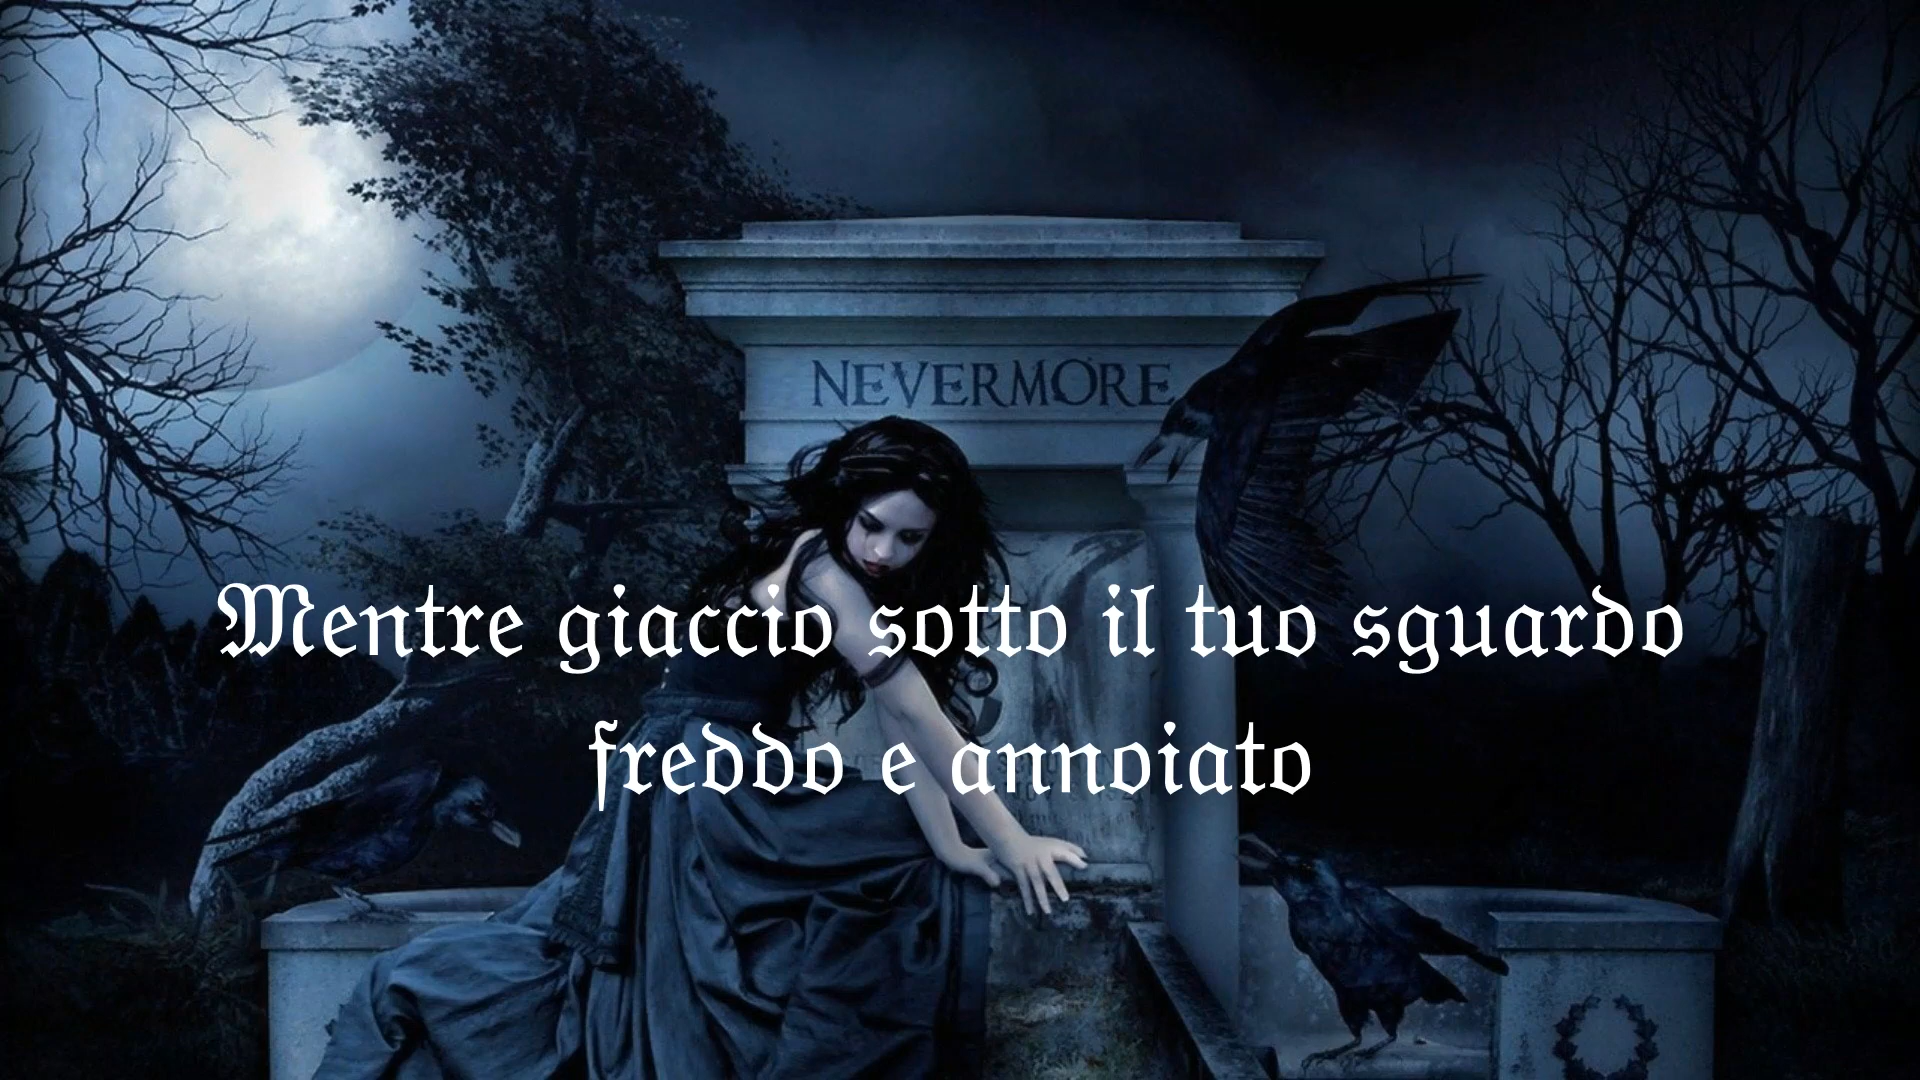 NEVERMORE
Mentre giaccio sotto il tuo sguardo
freddo e annoiato